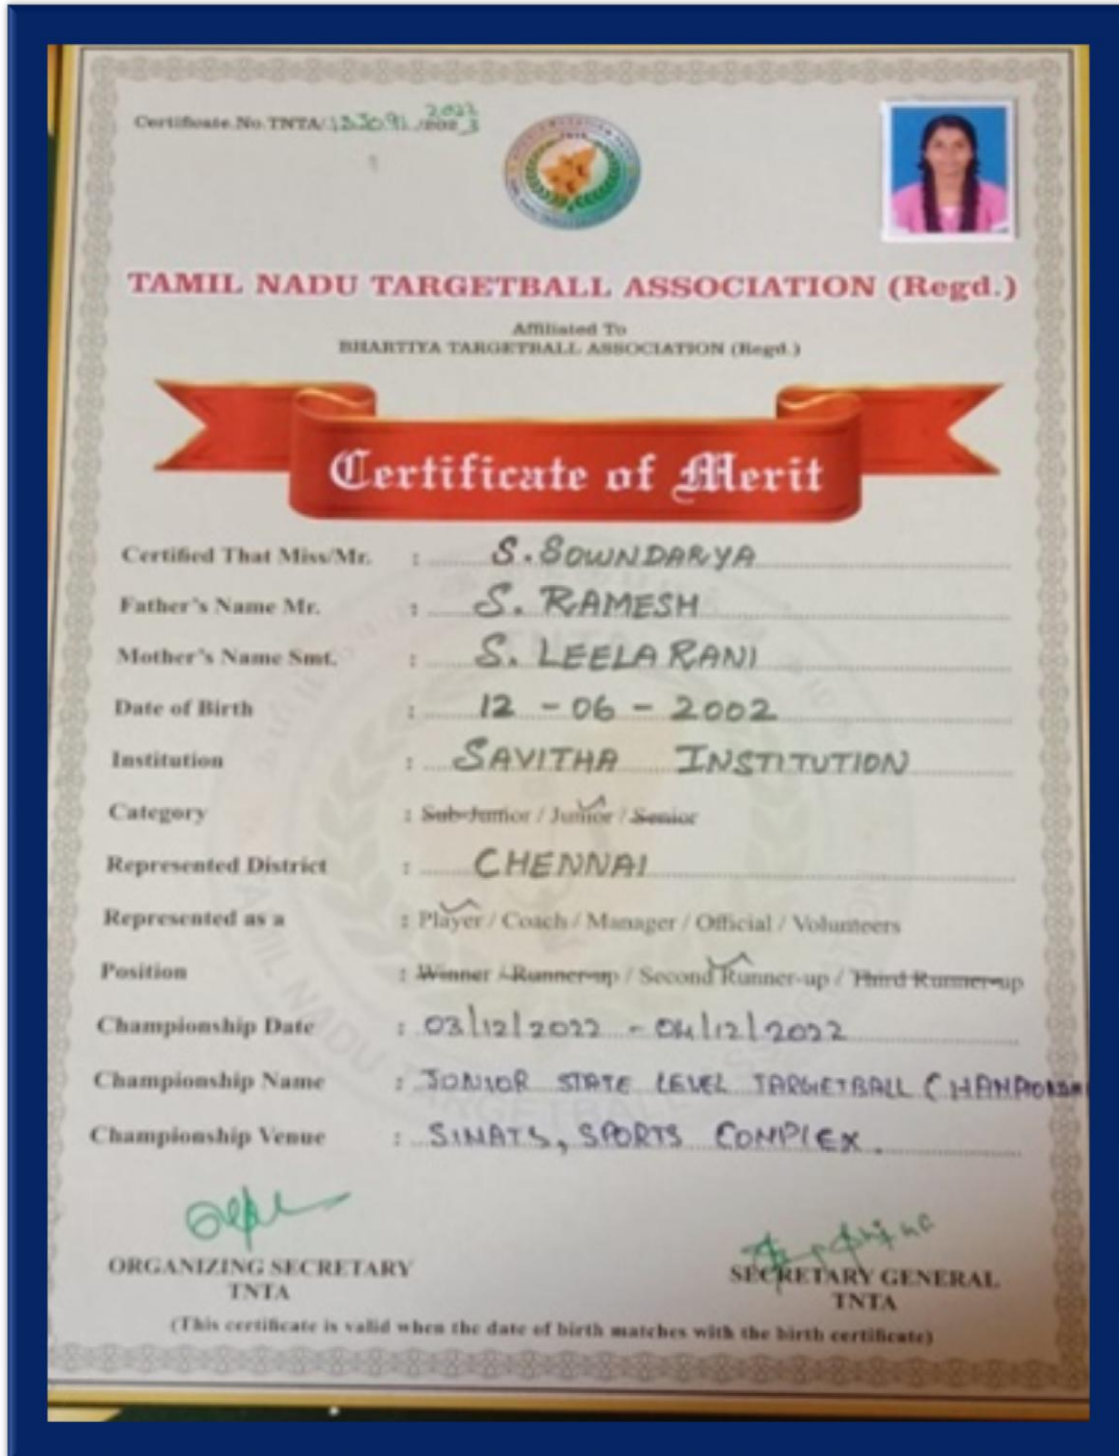 2022
Certificate.No.TNTA/133091/2023
TAMIL NADU TARGETBALL ASSOCIATION (Regd.)
Affiliated To
BHARTIYA TARGETBALL ASSOCIATION (Regd.)
Certificate of Merit
Certified That Miss/Mr. : S. SOWNDARYA
Father's Name Mr. : S. RAMESH
Mother's Name Smt. : S. LEELA RANI
Date of Birth : 12 - 06 - 2002
Institution : SAVITHA INSTITUTION
Category : Sub-Junior / Junior / Senior
Represented District : CHENNAI
Represented as a : Player / Coach / Manager / Official / Volunteers
Position : Winner / Runner-up / Second Runner-up / Third Runner-up
Championship Date : 03/12/2022 - 04/12/2022
Championship Name : JONIOR STATE LEVEL TARGETBALL
Championship Venue : SIMATS, SPORTS COMPLEX.
ORGANIZING SECRETARY
TNTA
SECRETARY GENERAL
TNTA
(This certificate is valid when the date of birth matches with the birth certificate)